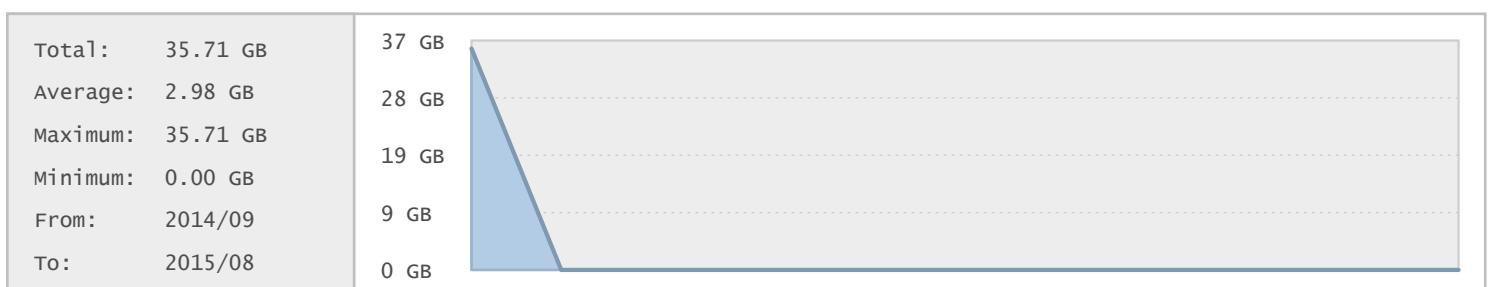 Total: 35.71 GB
Average: 2.98 GB
Maximum: 35.71 GB
Minimum: 0.00 GB
From: 2014/09
To: 2015/08
37 GB
28 GB
19 GB
9 GB
0 GB